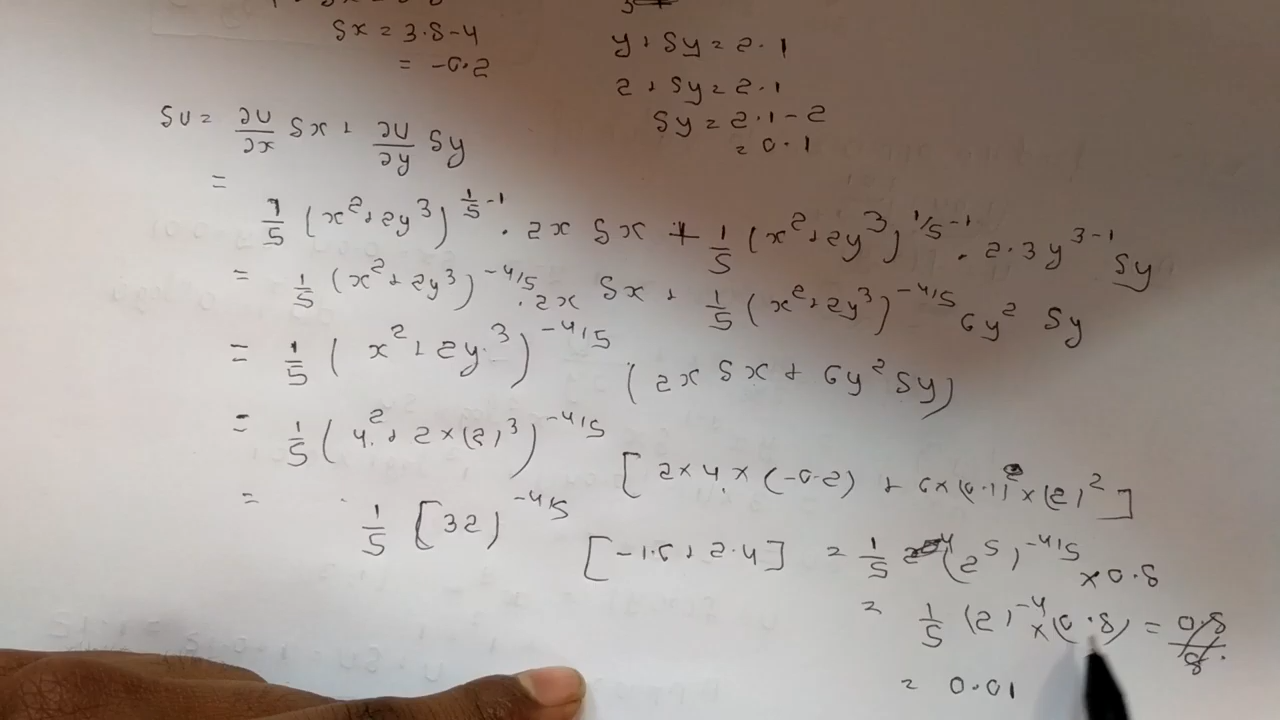 δx = 3.8-4
= -0.2
y + δy = 2.1
2 + δy = 2.1
δy = 2.1-2
= 0.1
δu = ∂u/∂x δx + ∂u/∂y δy
=
1/5 (x²+2y³)^(1/5-1) . 2x δx + 1/5 (x²+2y³)^(1/5-1) . 2.3y^(3-1) δy
= 1/5 (x²+2y³)^(-4/5) . 2x δx + 1/5 (x²+2y³)^(-4/5) 6y² δy
= 1/5 (x²+2y³)^(-4/5) (2x δx + 6y² δy)
= 1/5 (4²+2×(2)³)^(-4/5) [2×4×(-0.2) + 6×(0.1)×(2)²]
= 1/5 [32)^(-4/5) [-1.6+2.4] = 1/5 (2⁵)^(-4/5) ×0.8
= 1/5 (2)^(-4) ×(0.8) = 0.8/8.
= 0.01